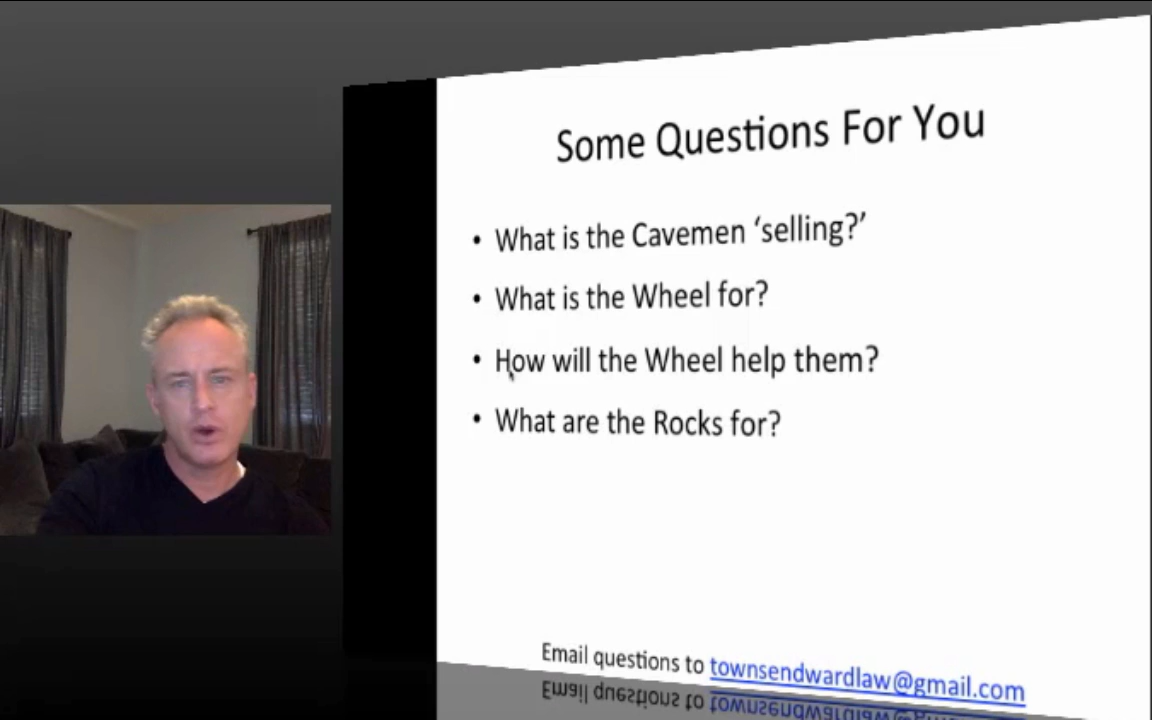 Some Questions For You
• What is the Cavemen ‘selling?’
• What is the Wheel for?
• How will the Wheel help them?
• What are the Rocks for?
Email questions to townsendwardlaw@gmail.com